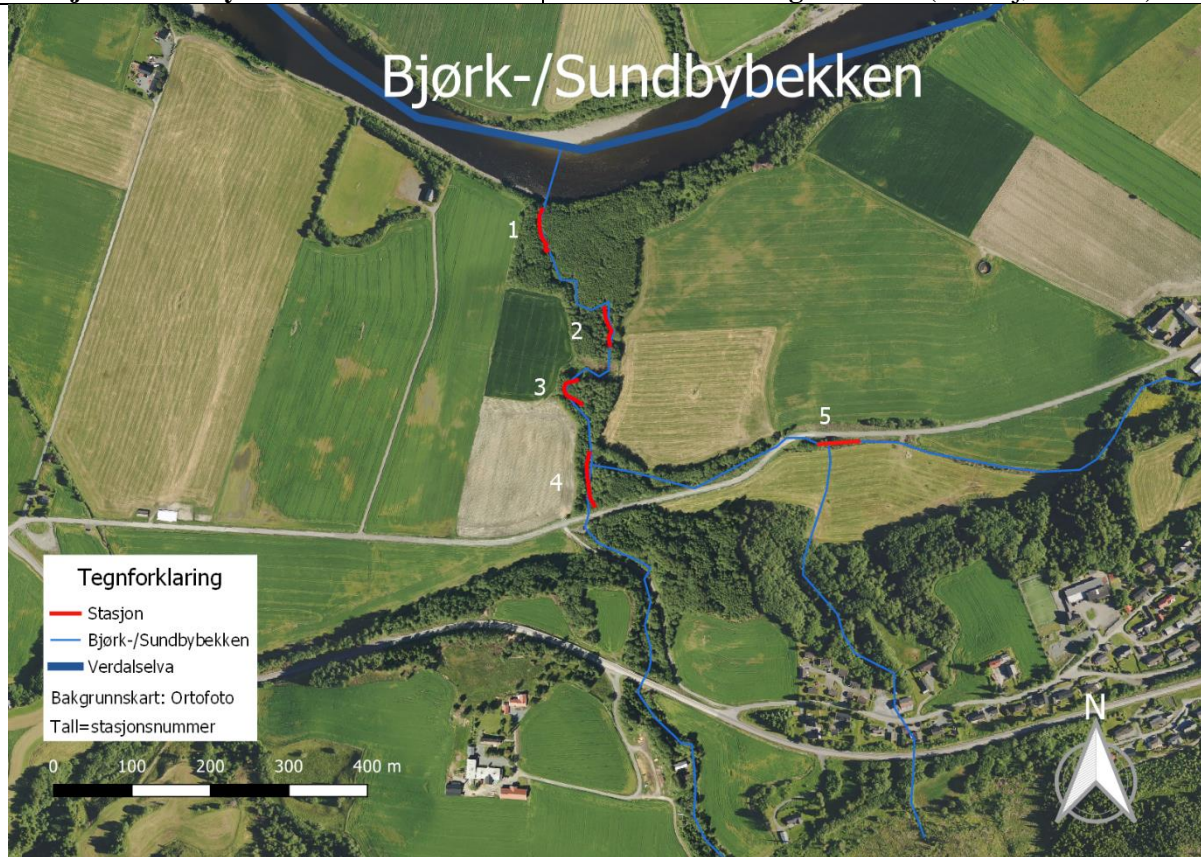 Bjørk-/Sundbybekken
1
2
3
5
4
Tegnforklaring
Stasjon
Bjørk-/Sundbybekken
Verdalselva
Bakgrunnskart: Ortofoto
Tall=stasjonsnummer
0 100 200 300 400 m
N